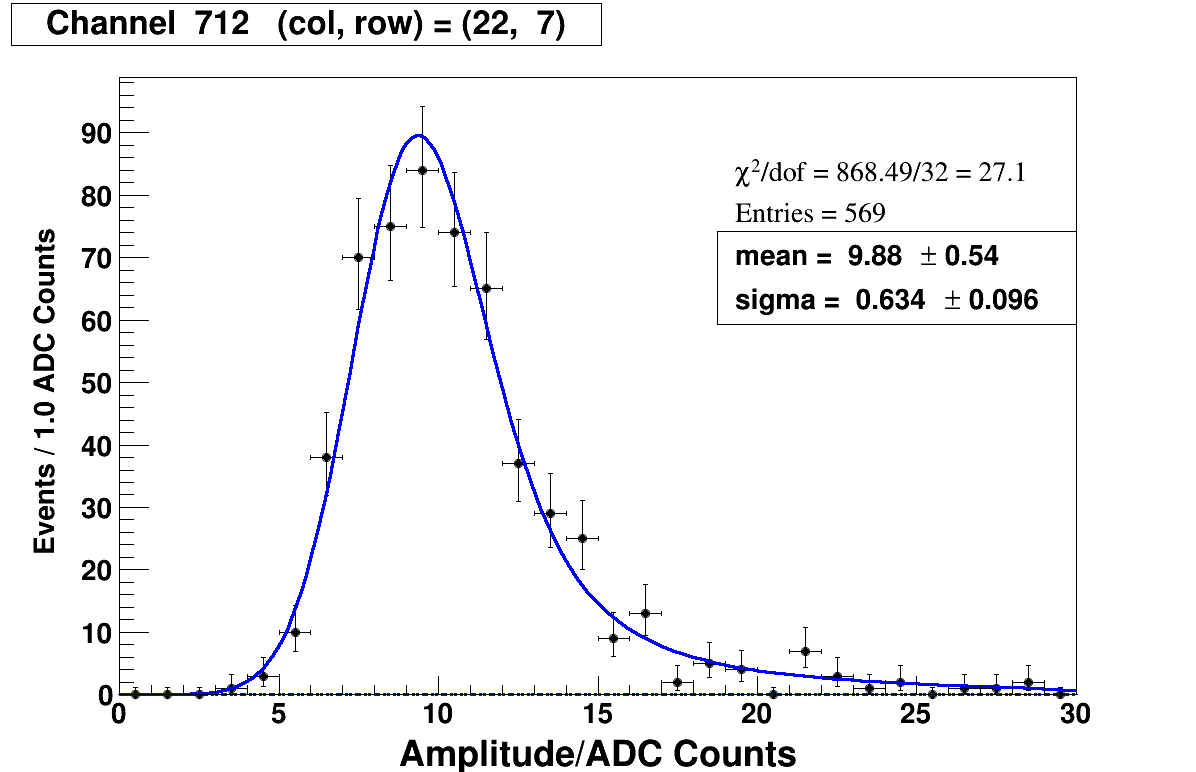 Channel 712 (col, row) = (22, 7)
χ²/dof = 868.49/32 = 27.1
Entries = 569
mean = 9.88 ± 0.54
sigma = 0.634 ± 0.096
Events / 1.0 ADC Counts
90
80
70
60
50
40
30
20
10
0
0 5 10 15 20 25 30
Amplitude/ADC Counts